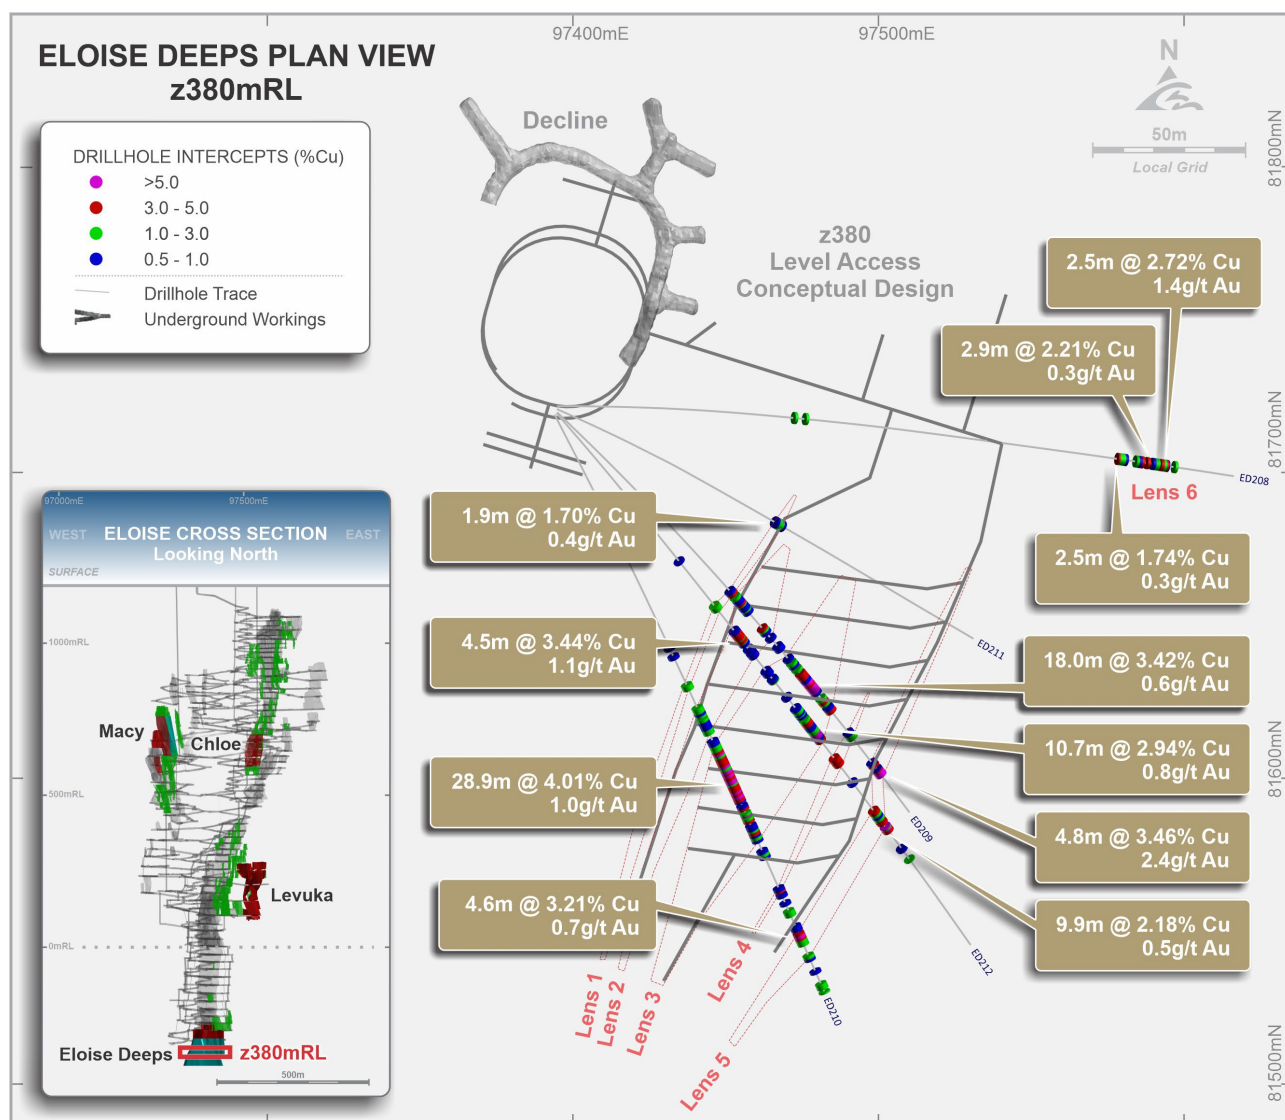 97400mE
97500mE
ELOISE DEEPS PLAN VIEW
z380mRL
N
50m
Local Grid
81800mN
DRILLHOLE INTERCEPTS (%Cu)
>5.0
3.0 - 5.0
1.0 - 3.0
0.5 - 1.0
Drillhole Trace
Underground Workings
Decline
z380
Level Access
Conceptual Design
2.5m @ 2.72% Cu
1.4g/t Au
2.9m @ 2.21% Cu
0.3g/t Au
81700mN
ED208
Lens 6
2.5m @ 1.74% Cu
0.3g/t Au
1.9m @ 1.70% Cu
0.4g/t Au
4.5m @ 3.44% Cu
1.1g/t Au
ED211
18.0m @ 3.42% Cu
0.6g/t Au
10.7m @ 2.94% Cu
0.8g/t Au
28.9m @ 4.01% Cu
1.0g/t Au
81600mN
ED209
4.8m @ 3.46% Cu
2.4g/t Au
4.6m @ 3.21% Cu
0.7g/t Au
9.9m @ 2.18% Cu
0.5g/t Au
ED212
ED210
Lens 1
Lens 2
Lens 3
Lens 4
Lens 5
81500mN
97000mE
97500mE
WEST
ELOISE CROSS SECTION
EAST
Looking North
SURFACE
1000mRL
Macy
Chloe
500mRL
Levuka
0mRL
Eloise Deeps
z380mRL
500m